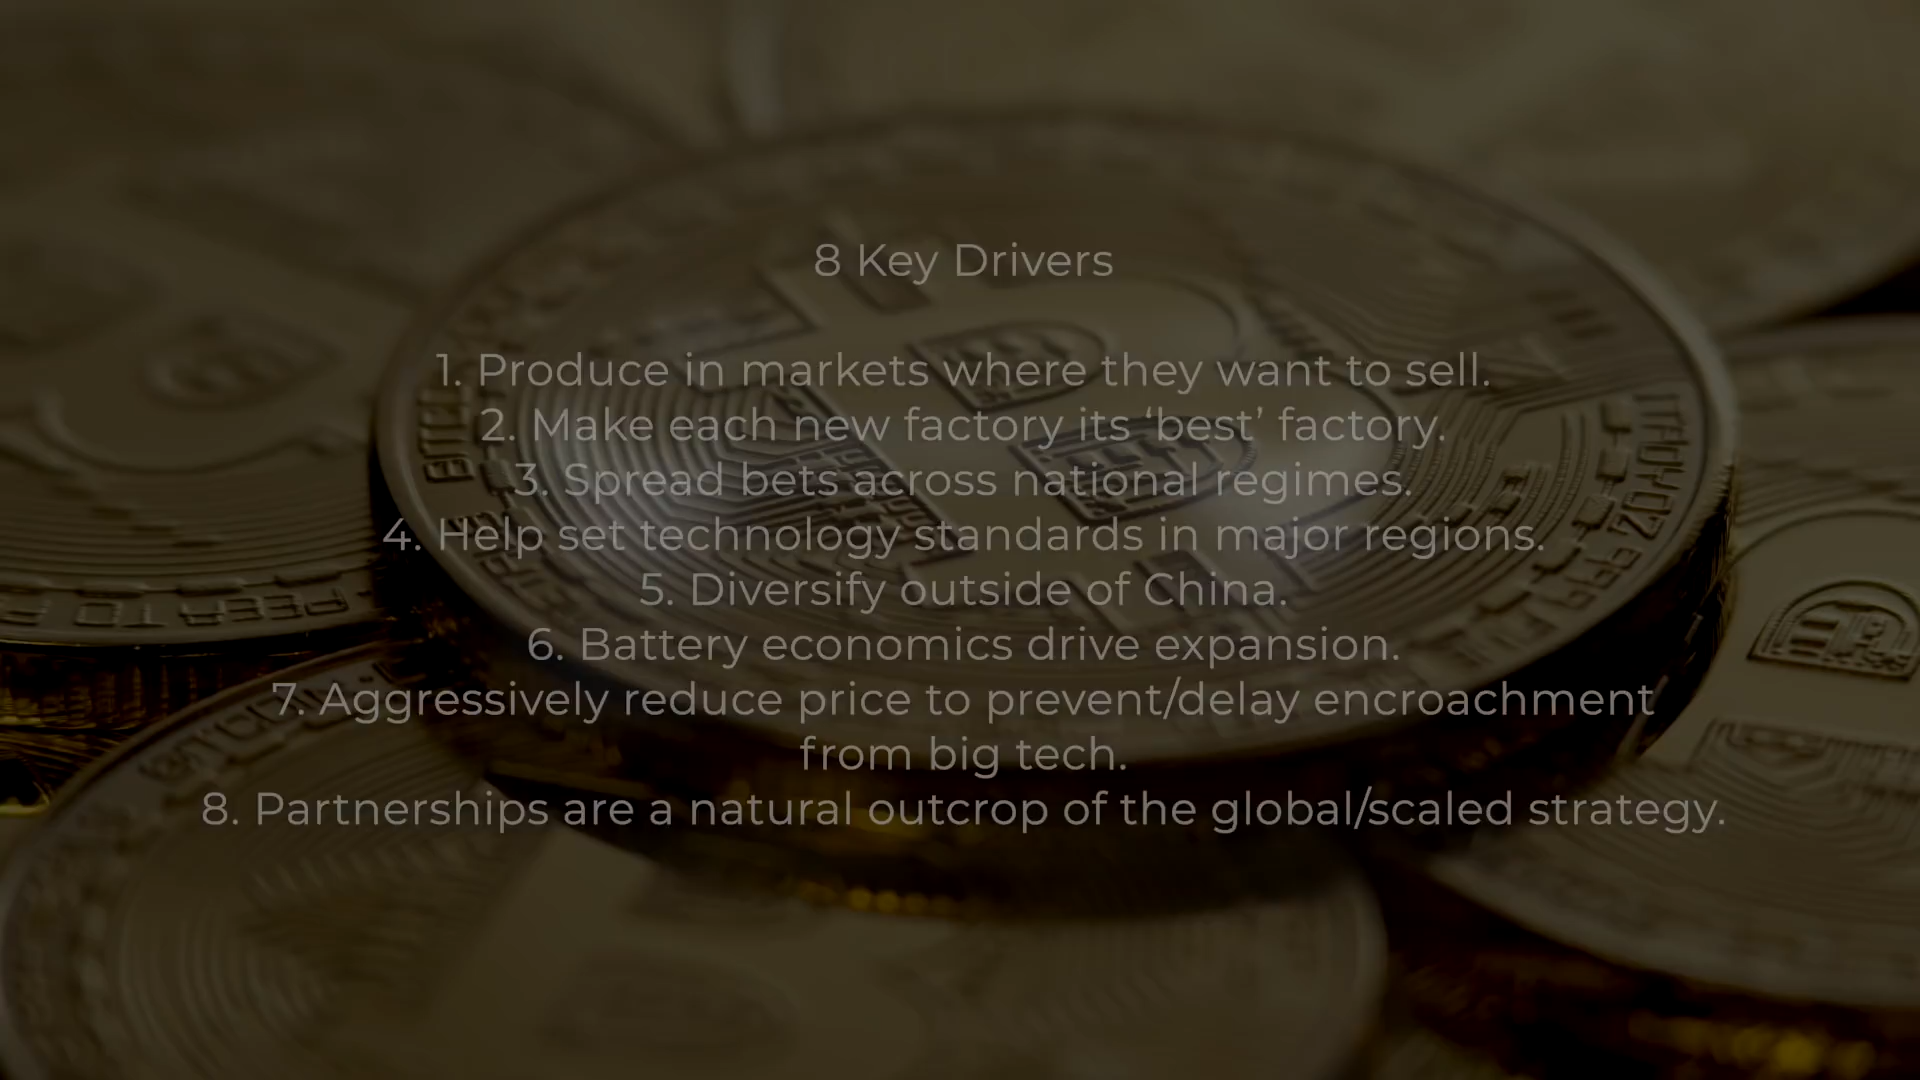 8 Key Drivers
1. Produce in markets where they want to sell.
2. Make each new factory its ‘best’ factory.
3. Spread bets across national regimes.
4. Help set technology standards in major regions.
5. Diversify outside of China.
6. Battery economics drive expansion.
7. Aggressively reduce price to prevent/delay encroachment
from big tech.
8. Partnerships are a natural outcrop of the global/scaled strategy.